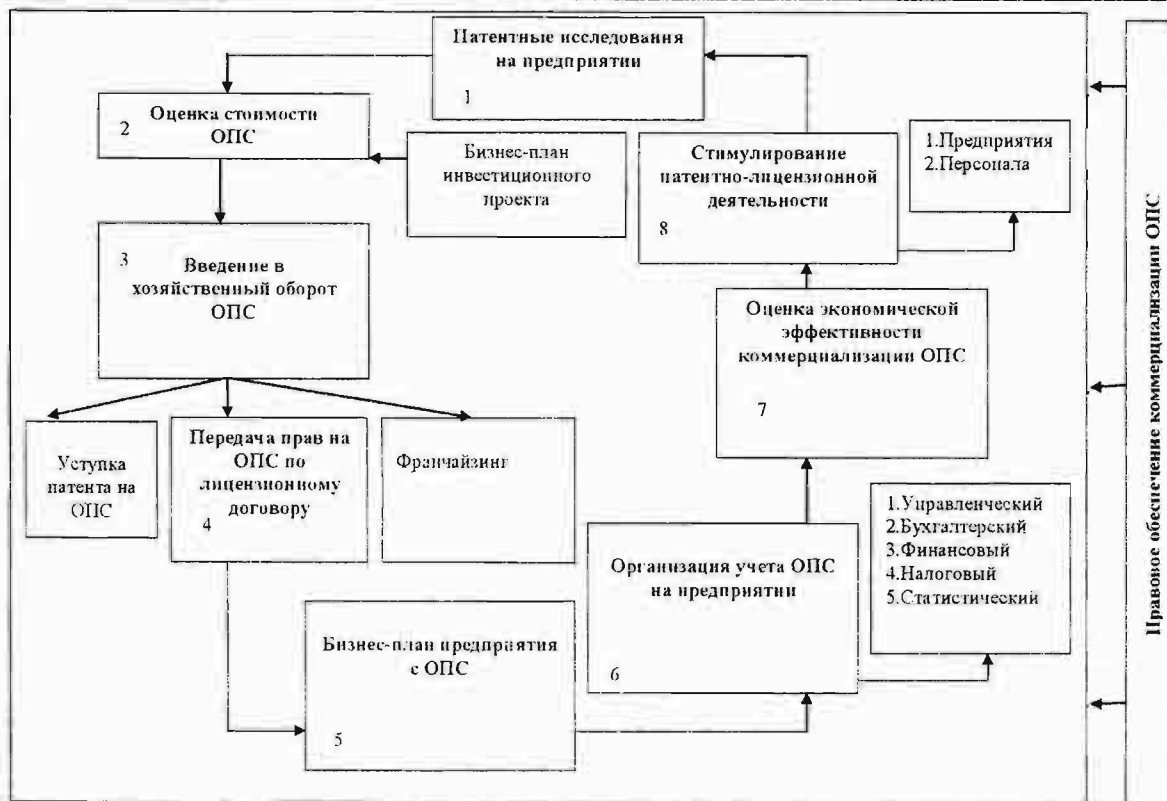 Патентные исследования
на предприятии
1
2
Оценка стоимости
ОПС
Бизнес-план
инвестиционного
проекта
Стимулирование
патентно-лицензионной
деятельности
8
1.Предприятия
2.Персонала
3
Введение в
хозяйственный оборот
ОПС
Оценка экономической
эффективности
коммерциализации ОПС
7
Уступка
патента на
ОПС
Передача прав на
ОПС по
лицензионному
договору
4
Франчайзинг
Организация учета ОПС
на предприятии
6
1.Управленческий
2.Бухгалтерский
3.Финансовый
4.Налоговый
5.Статистический
Бизнес-план предприятия
с ОПС
5
Правовое обеспечение коммерциализации ОПС